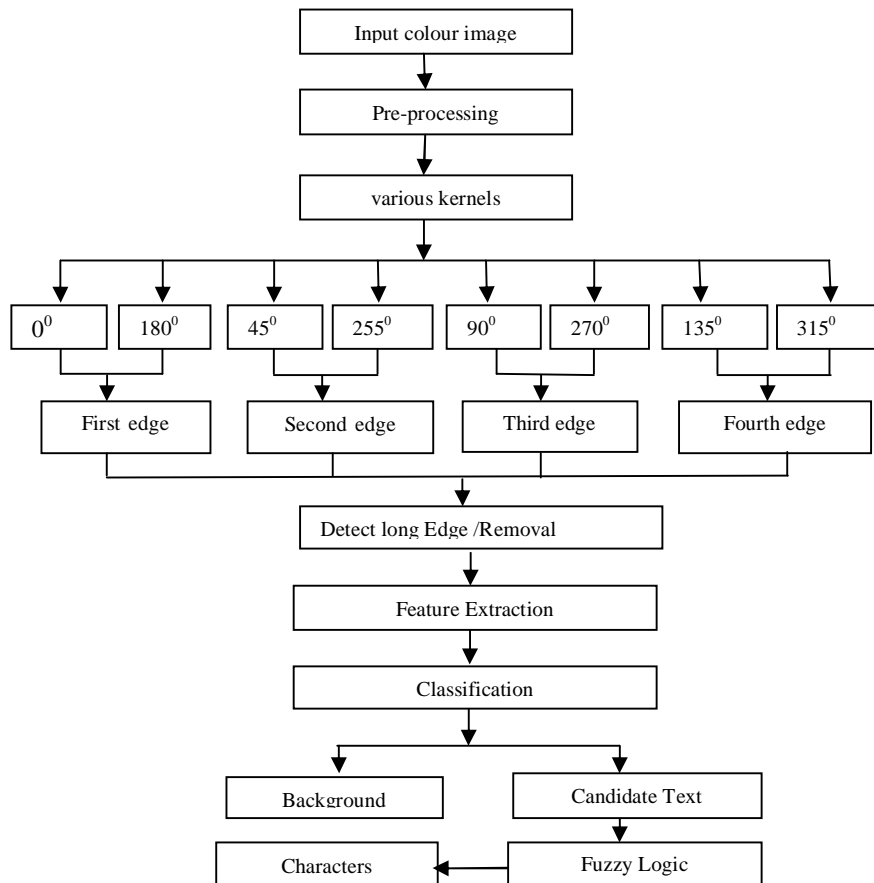 Input colour image
Pre-processing
various kernels
0⁰ 180⁰ 45⁰ 255⁰ 90⁰ 270⁰ 135⁰ 315⁰
First edge Second edge Third edge Fourth edge
Detect long Edge /Removal
Feature Extraction
Classification
Background Candidate Text
Characters Fuzzy Logic